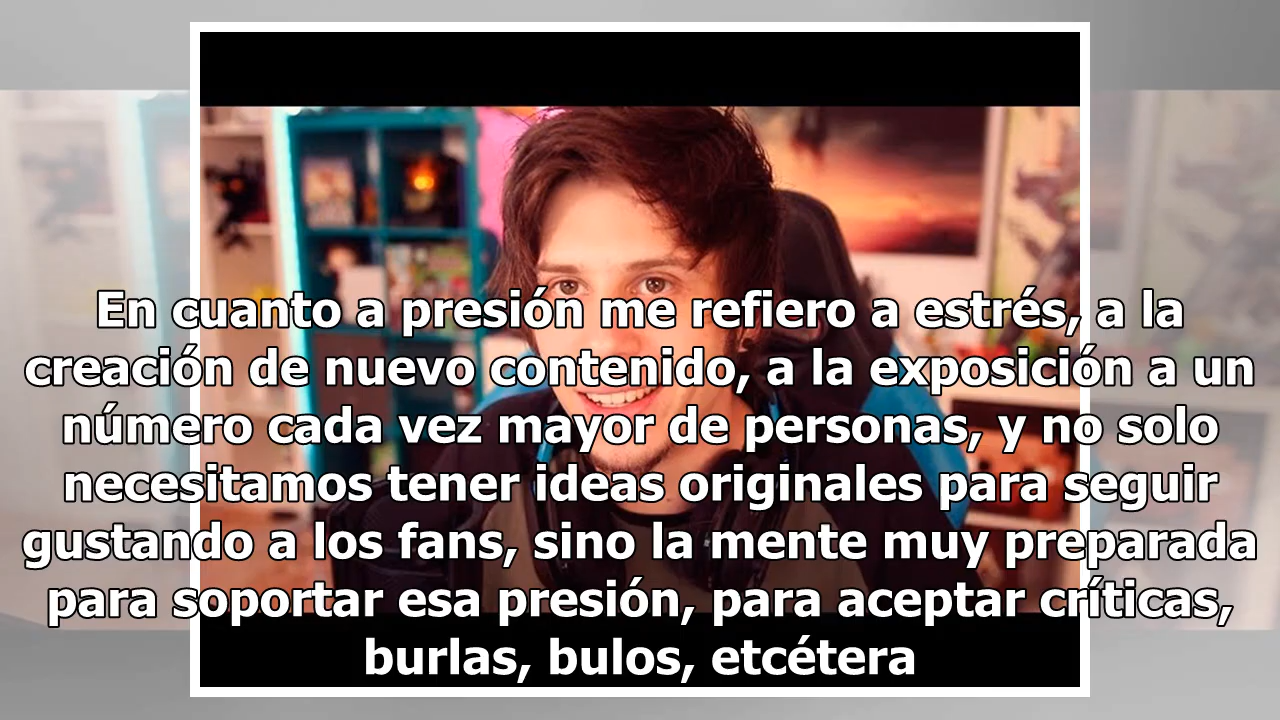 En cuanto a presión me refiero a estrés, a la
creación de nuevo contenido, a la exposición a un
número cada vez mayor de personas, y no solo
necesitamos tener ideas originales para seguir
gustando a los fans, sino la mente muy preparada
para soportar esa presión, para aceptar críticas,
burlas, bulos, etcétera